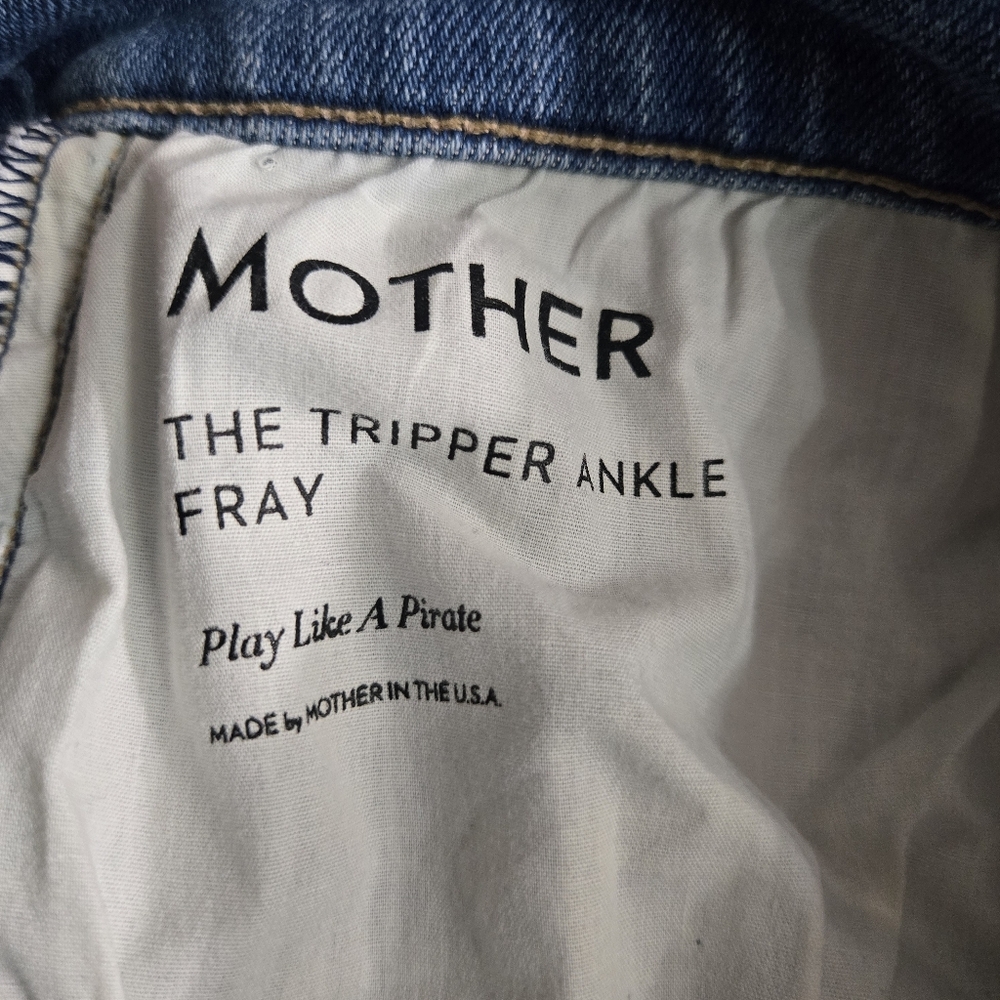 MOTHER
THE TRIPPER ANKLE
FRAY
Play Like A Pirate
MADE by MOTHER IN THE U.S.A.